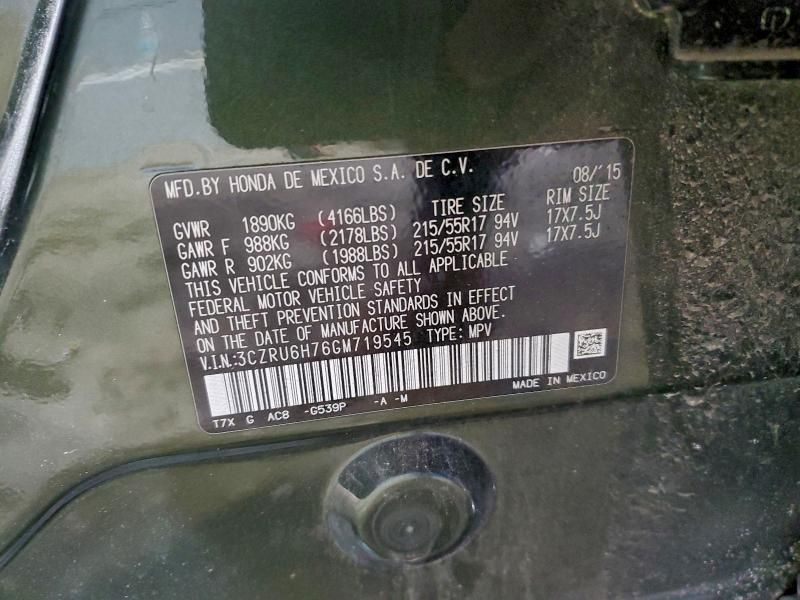 MFD. BY HONDA DE MEXICO S.A. DE C.V. 08/'15
TIRE SIZE RIM SIZE
GVWR 1890KG (4166LBS)
GAWR F 988KG (2178LBS) 215/55R17 94V 17X7.5J
GAWR R 902KG (1988LBS) 215/55R17 94V 17X7.5J
THIS VEHICLE CONFORMS TO ALL APPLICABLE
FEDERAL MOTOR VEHICLE SAFETY
AND THEFT PREVENTION STANDARDS IN EFFECT
ON THE DATE OF MANUFACTURE SHOWN ABOVE.
V.I.N.:3CZRU6H76GM719545 TYPE: MPV
MADE IN MEXICO
T7X G AC8 -G539P -A -M